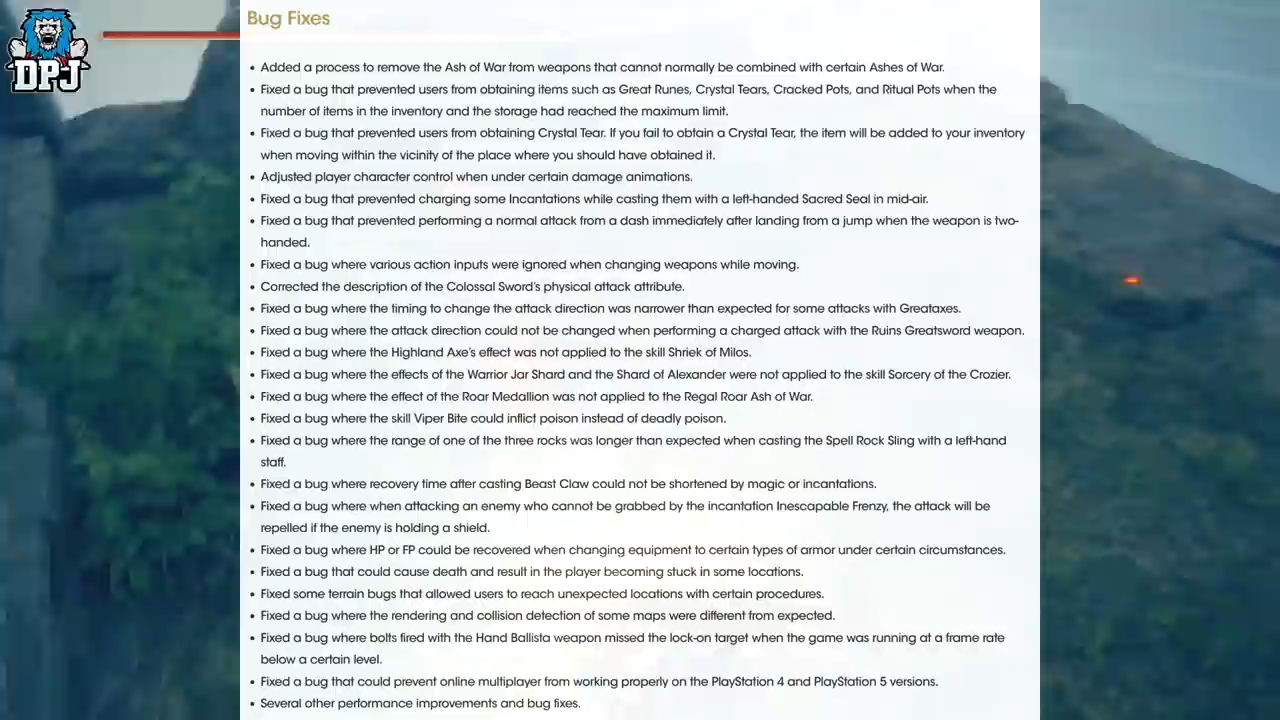 DPJ
Bug Fixes
• Added a process to remove the Ash of War from weapons that cannot normally be combined with certain Ashes of War.
• Fixed a bug that prevented users from obtaining items such as Great Runes, Crystal Tears, Cracked Pots, and Ritual Pots when the
number of items in the inventory and the storage had reached the maximum limit.
• Fixed a bug that prevented users from obtaining Crystal Tear. If you fail to obtain a Crystal Tear, the item will be added to your inventory
when moving within the vicinity of the place where you should have obtained it.
• Adjusted player character control when under certain damage animations.
• Fixed a bug that prevented charging some Incantations while casting them with a left-handed Sacred Seal in mid-air.
• Fixed a bug that prevented performing a normal attack from a dash immediately after landing from a jump when the weapon is two-
handed.
• Fixed a bug where various action inputs were ignored when changing weapons while moving.
• Corrected the description of the Colossal Sword's physical attack attribute.
• Fixed a bug where the timing to change the attack direction was narrower than expected for some attacks with Greataxes.
• Fixed a bug where the attack direction could not be changed when performing a charged attack with the Ruins Greatsword weapon.
• Fixed a bug where the Highland Axe's effect was not applied to the skill Shriek of Milos.
• Fixed a bug where the effects of the Warrior Jar Shard and the Shard of Alexander were not applied to the skill Sorcery of the Crozier.
• Fixed a bug where the effect of the Roar Medallion was not applied to the Regal Roar Ash of War.
• Fixed a bug where the skill Viper Bite could inflict poison instead of deadly poison.
• Fixed a bug where the range of one of the three rocks was longer than expected when casting the Spell Rock Sling with a left-hand
staff.
• Fixed a bug where recovery time after casting Beast Claw could not be shortened by magic or incantations.
• Fixed a bug where when attacking an enemy who cannot be grabbed by the incantation Inescapable Frenzy, the attack will be
repelled if the enemy is holding a shield.
• Fixed a bug where HP or FP could be recovered when changing equipment to certain types of armor under certain circumstances.
• Fixed a bug that could cause death and result in the player becoming stuck in some locations.
• Fixed some terrain bugs that allowed users to reach unexpected locations with certain procedures.
• Fixed a bug where the rendering and collision detection of some maps were different from expected.
• Fixed a bug where bolts fired with the Hand Ballista weapon missed the lock-on target when the game was running at a frame rate
below a certain level.
• Fixed a bug that could prevent online multiplayer from working properly on the PlayStation 4 and PlayStation 5 versions.
• Several other performance improvements and bug fixes.